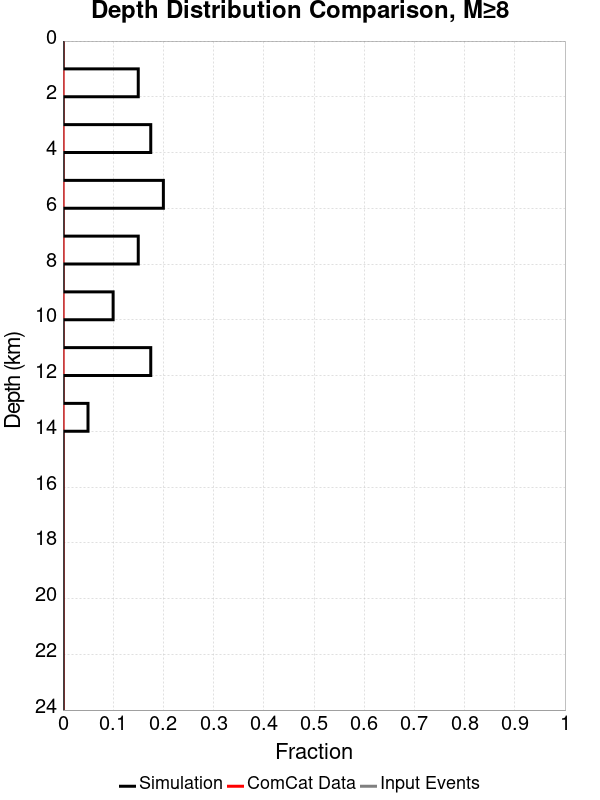 Depth Distribution Comparison, M≥8
0
2
4
6
8
10
12
14
16
18
20
22
24
Depth (km)
0 0.1 0.2 0.3 0.4 0.5 0.6 0.7 0.8 0.9 1
Fraction
Simulation ComCat Data Input Events